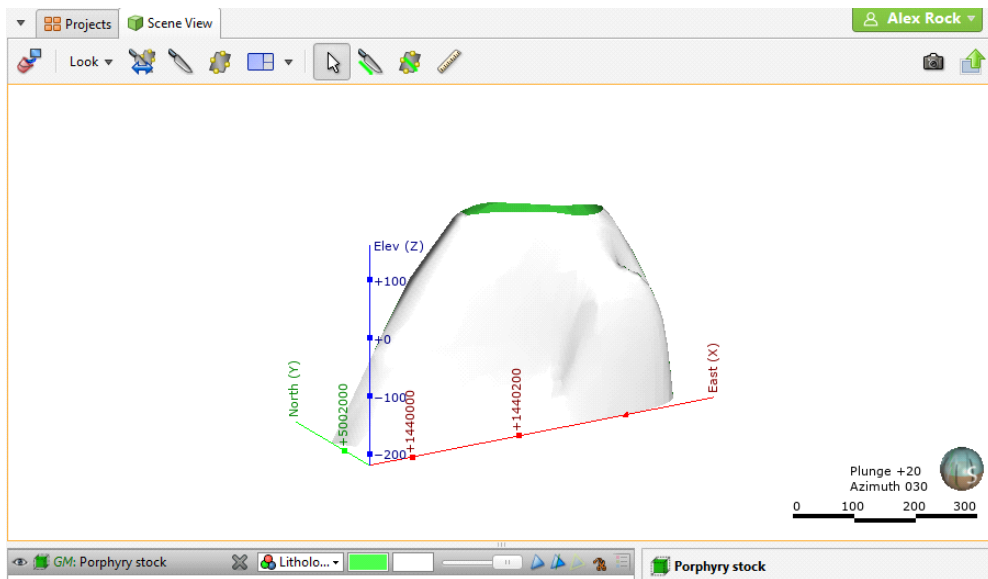 Projects
Scene View
Alex Rock
Look
Elev (Z)
+100
+0
-100
-200
North (Y)
+5002000
+1440000
+1440200
East (X)
S
Plunge +20
Azimuth 030
0 100 200 300
GM: Porphyry stock
Litholo...
Porphyry stock